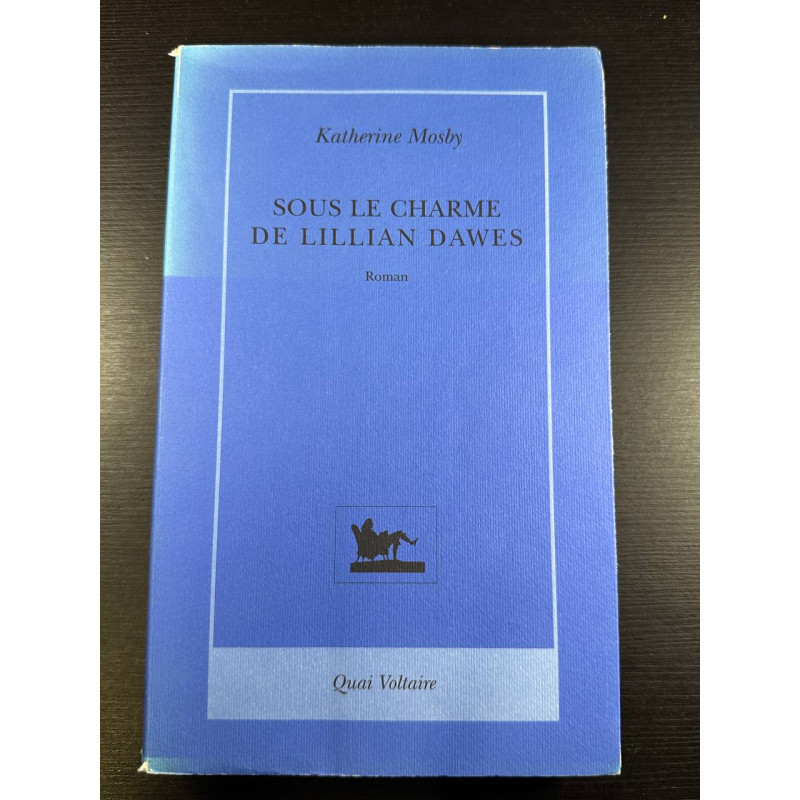 Katherine Mosby
SOUS LE CHARME
DE LILLIAN DAWES
Roman
Quai Voltaire